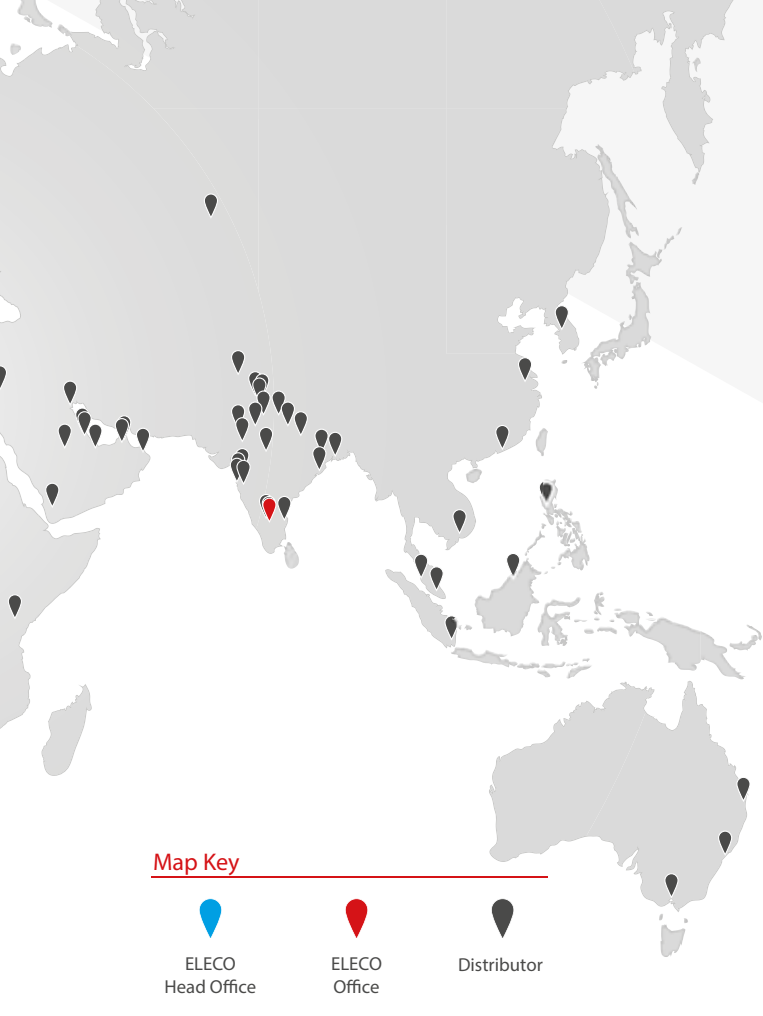 Map Key
ELECO
Head Office
ELECO
Office
Distributor